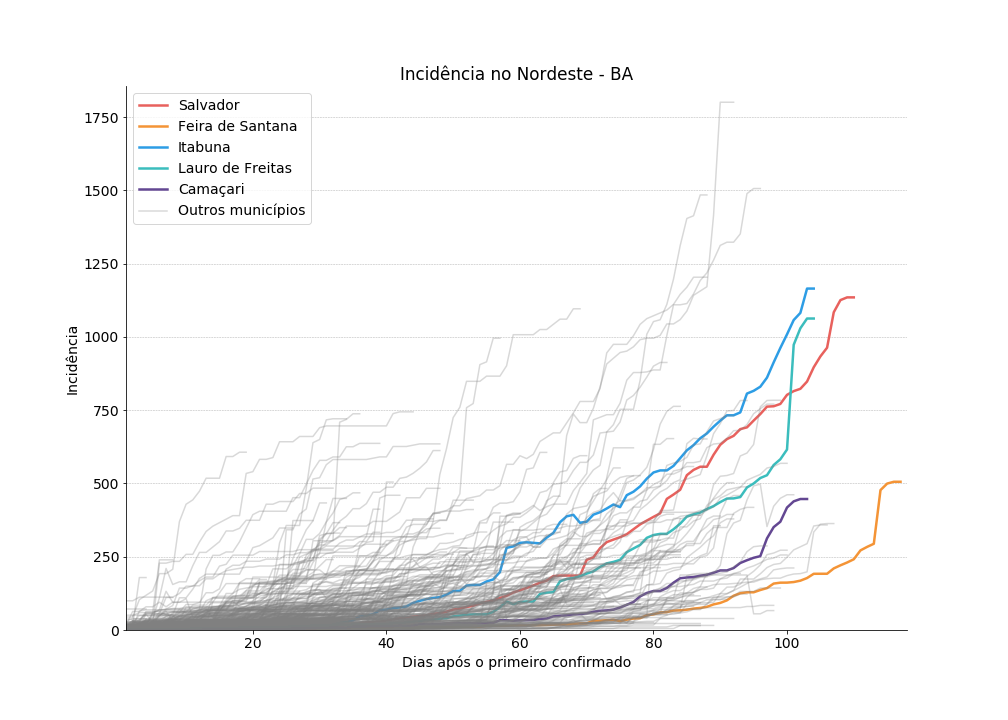 Incidência no Nordeste - BA
Salvador
Feira de Santana
Itabuna
Lauro de Freitas
Camaçari
Outros municípios
1750
1500
1250
1000
750
500
250
0
Incidência
20
40
60
80
100
Dias após o primeiro confirmado